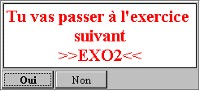 Tu vas passer à l'exercice
suivant
>>EXO2<<
Oui
Non